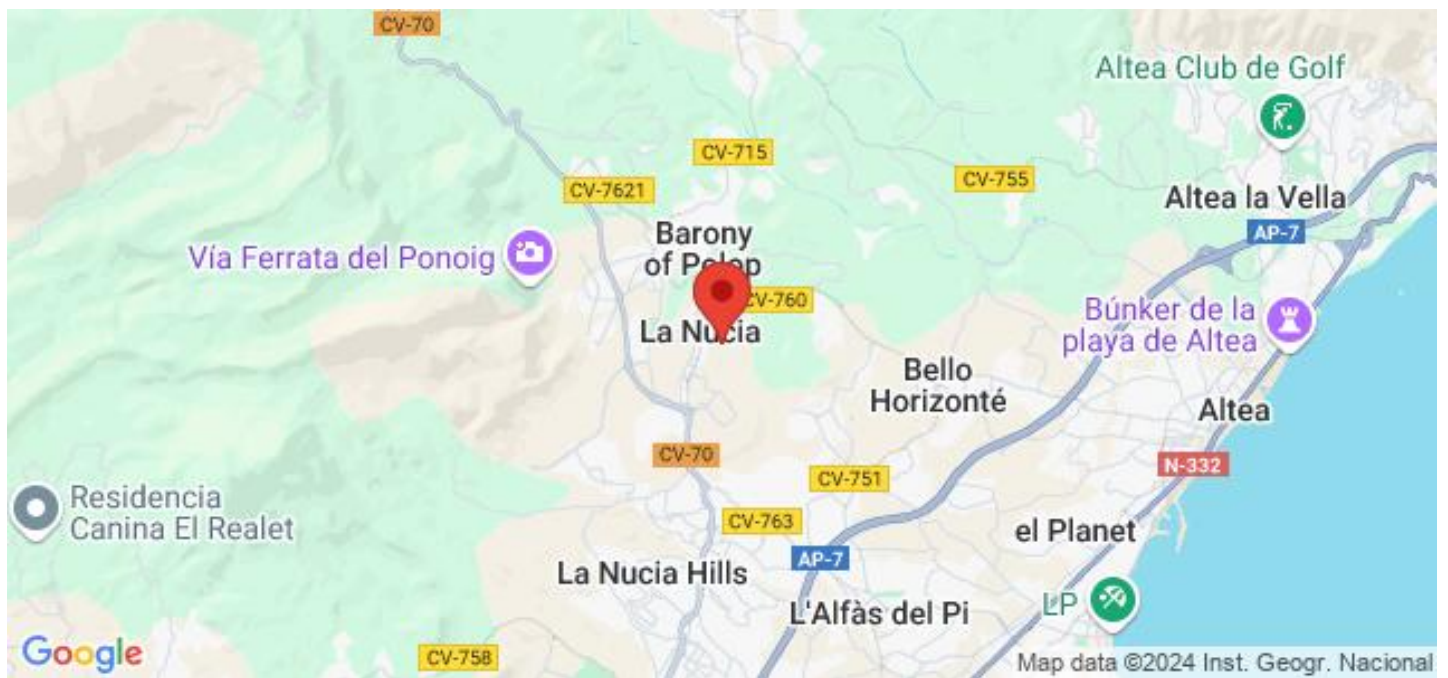 CV-70
Altea Club de Golf
CV-715
CV-755
CV-7621
Altea la Vella
Barony
of Polop
AP-7
Vía Ferrata del Ponoig
CV-760
La Nucia
Búnker de la
playa de Altea
Bello
Horizonté
Altea
CV-70
N-332
CV-751
Residencia
Canina El Realet
CV-763
el Planet
AP-7
La Nucia Hills
LP
L'Alfàs del Pi
Google
CV-758
Map data ©2024 Inst. Geogr. Nacional